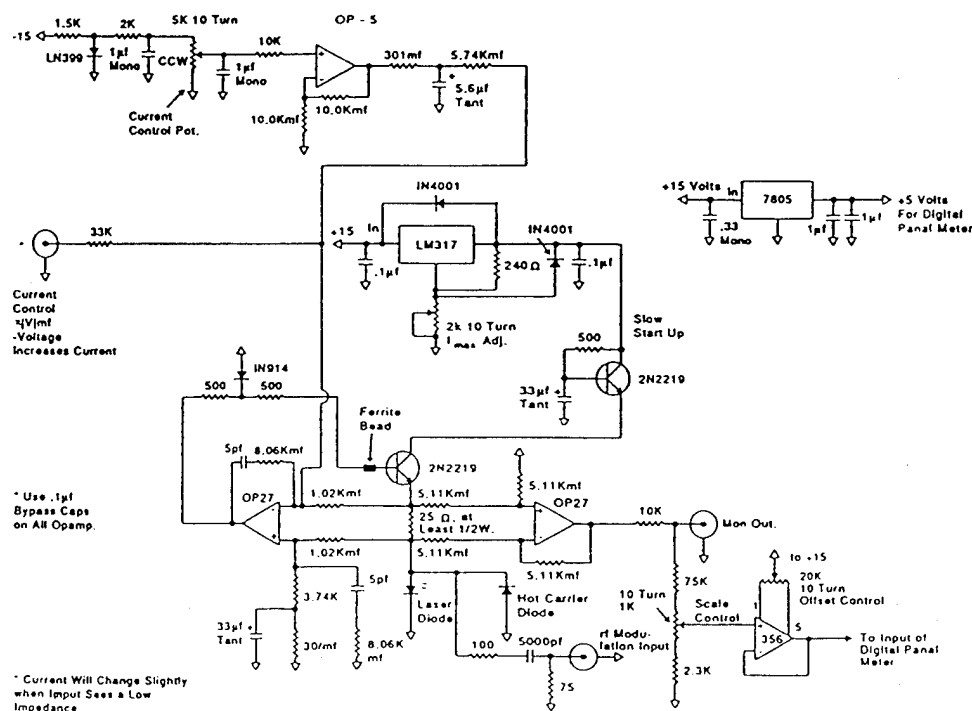 OP - 5
5K 10 Turn
1.5K
2K
-15
10K
301mf
5.74Kmf
LN399
1µf
Mono
CCW
1µf
Mono
+
5.6µf
Tant
10.0Kmf
10.0Kmf
Current
Control
Pot.
IN4001
+15
In
LM317
IN4001
.1µf
240 Ω
.1µf
2k 10 Turn
I max Adj.
+15 Volts
In
7805
+5 Volts
For Digital
Panal Meter
.33
Mono
1µf
1µf
33K
Current
Control
-Voltage
Increases Current
Slow
Start Up
500
2N2219
33µf +
Tant
IN914
500
500
Ferrite
Bead
2N2219
5pf
8.06Kmf
OP27
1.02Kmf
5.11Kmf
5.11Kmf
OP27
25 Ω, at
Least 1/2W.
1.02Kmf
5.11Kmf
5.11Kmf
10K
Mon Out.
* Use .1µf
Bypass Caps
on All Opamp.
3.74K
33µf +
Tant
30/mf
5pf
8.06K
mf
Laser
Diode
Hot Carrier
Diode
100
5000pf
75
rf Modu-
lation Input
75K
10 Turn
1K
Scale
Control
2.3K
to +15
20K
10 Turn
Offset Control
1
5
356
To Input of
Digital Panal
Meter
* Current Will Change Slightly
when Imput Sees a Low
Impedance